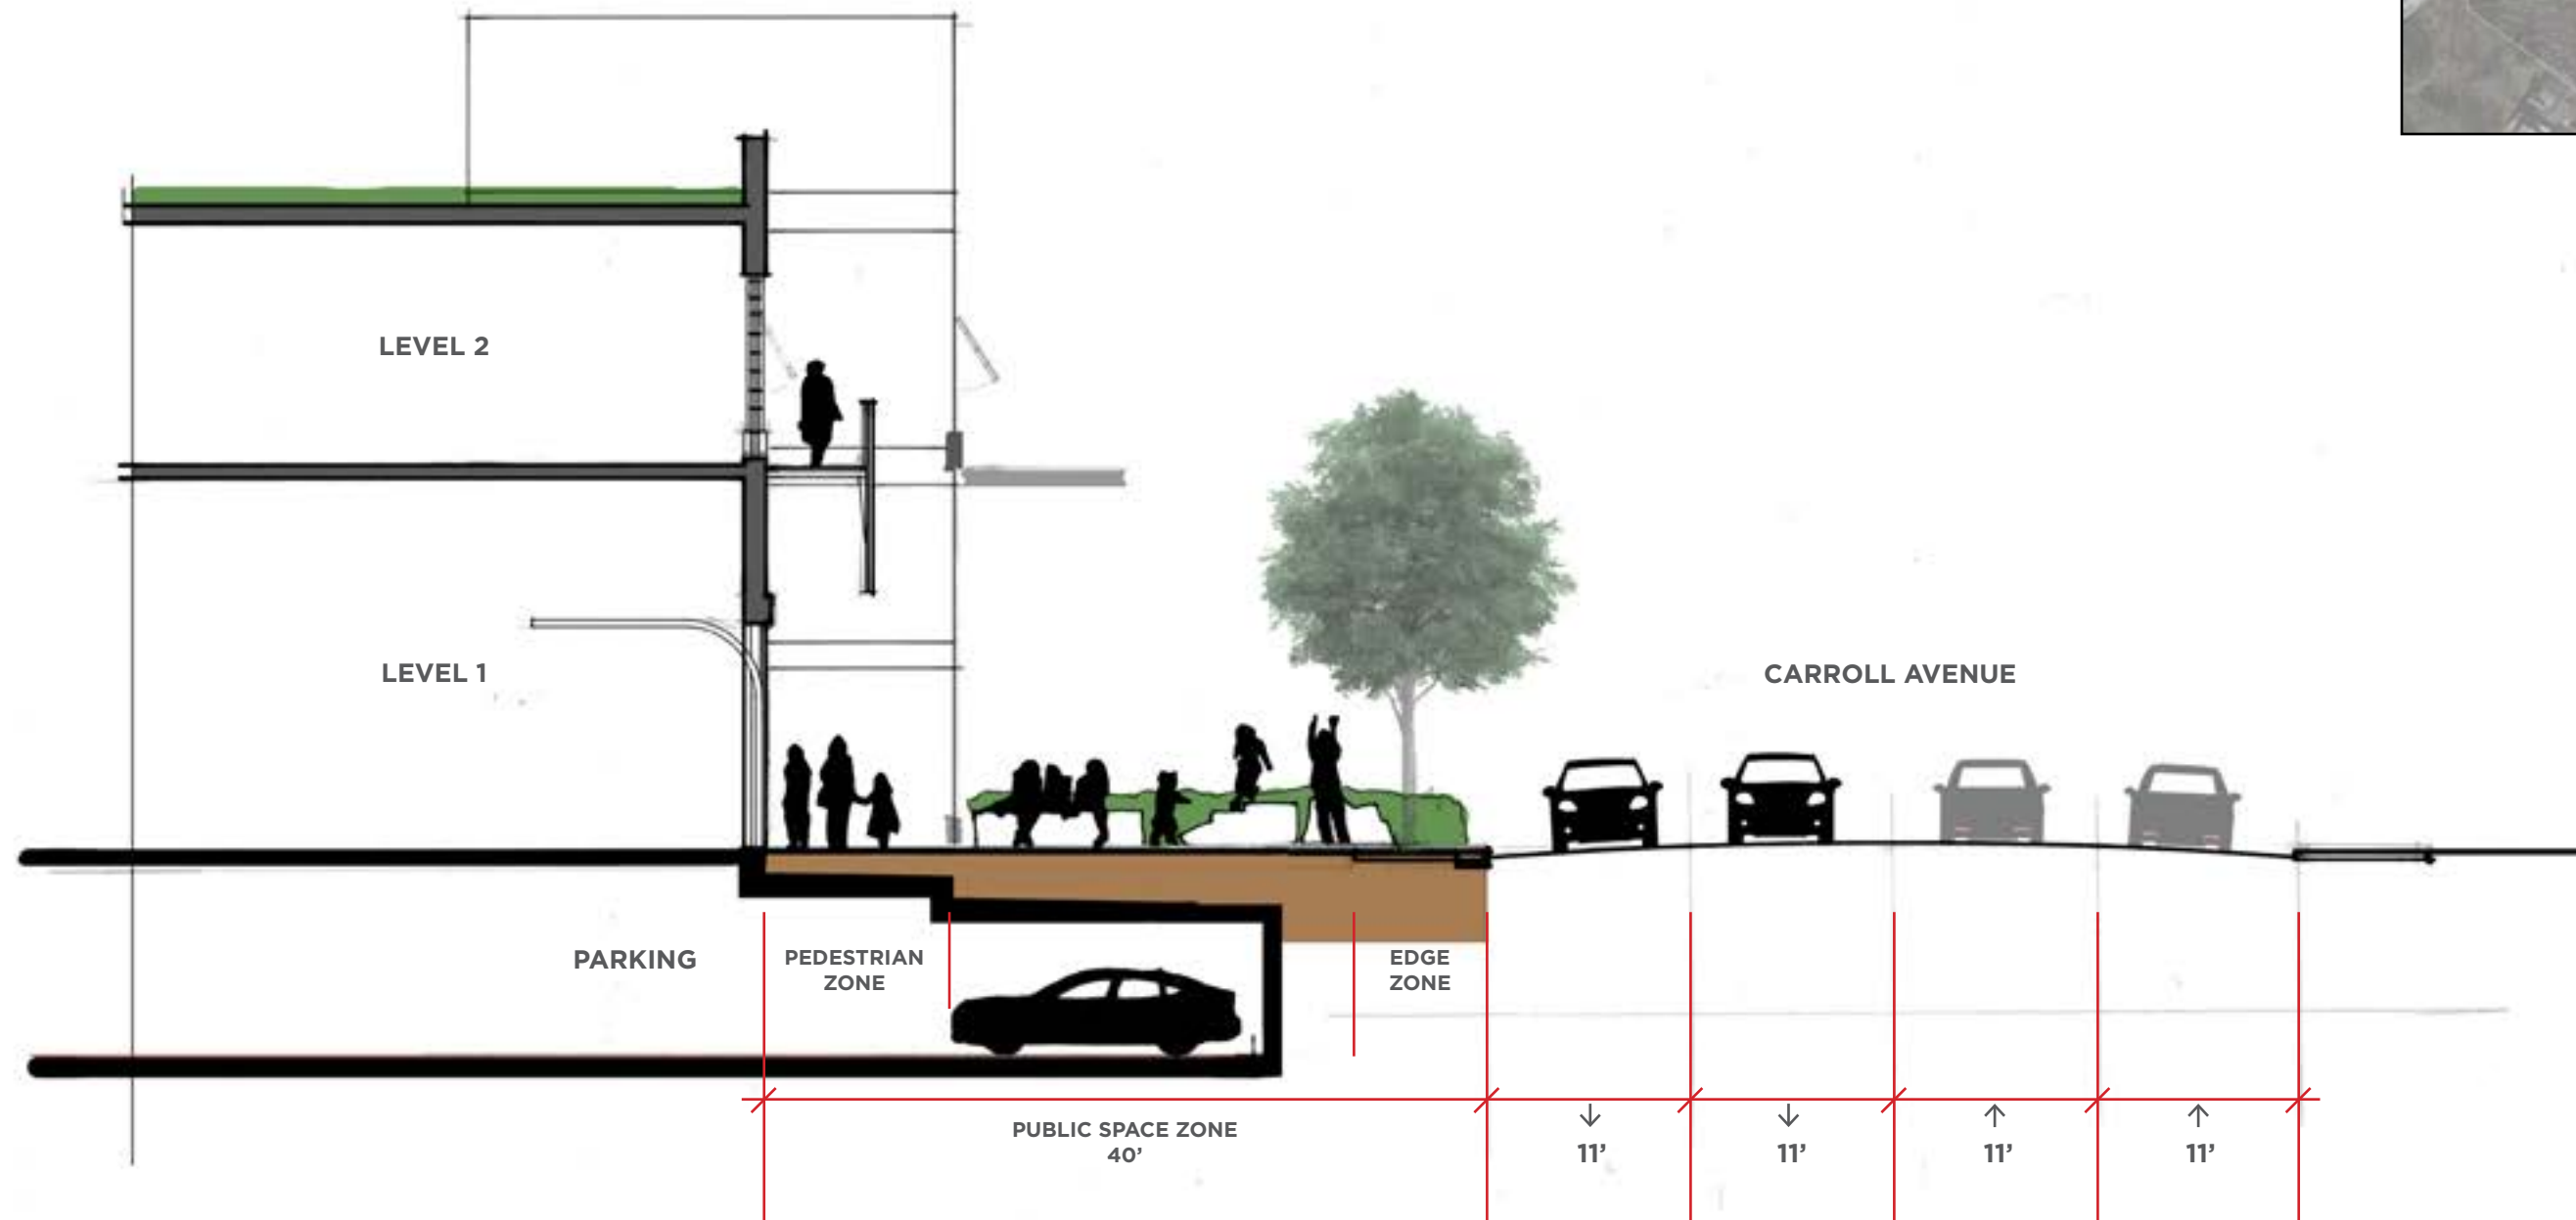 LEVEL 2
LEVEL 1
CARROLL AVENUE
PARKING
PEDESTRIAN
ZONE
EDGE
ZONE
PUBLIC SPACE ZONE
40’
↓
11’
↓
11’
↑
11’
↑
11’